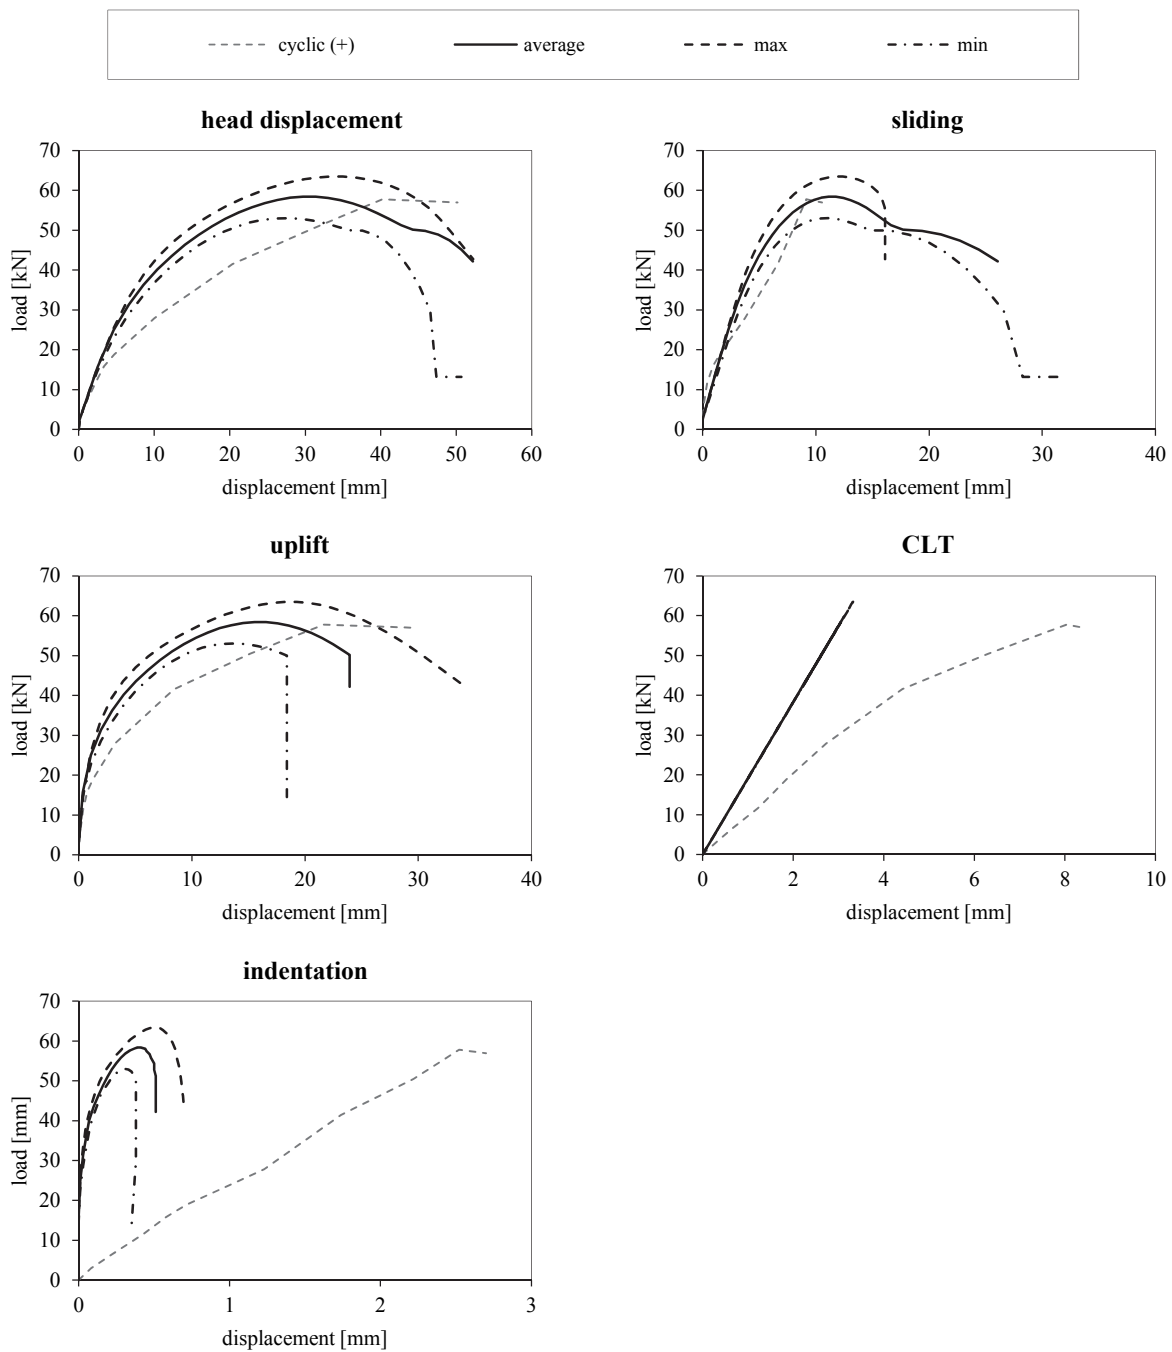 cyclic (+) average max min
head displacement
70
60
50
40
30
20
10
0
load [kN]
0 10 20 30 40 50 60
displacement [mm]
sliding
70
60
50
40
30
20
10
0
load [kN]
0 10 20 30 40
displacement [mm]
uplift
70
60
50
40
30
20
10
0
load [kN]
0 10 20 30 40
displacement [mm]
CLT
70
60
50
40
30
20
10
0
load [kN]
0 2 4 6 8 10
displacement [mm]
indentation
70
60
50
40
30
20
10
0
load [mm]
0 1 2 3
displacement [mm]